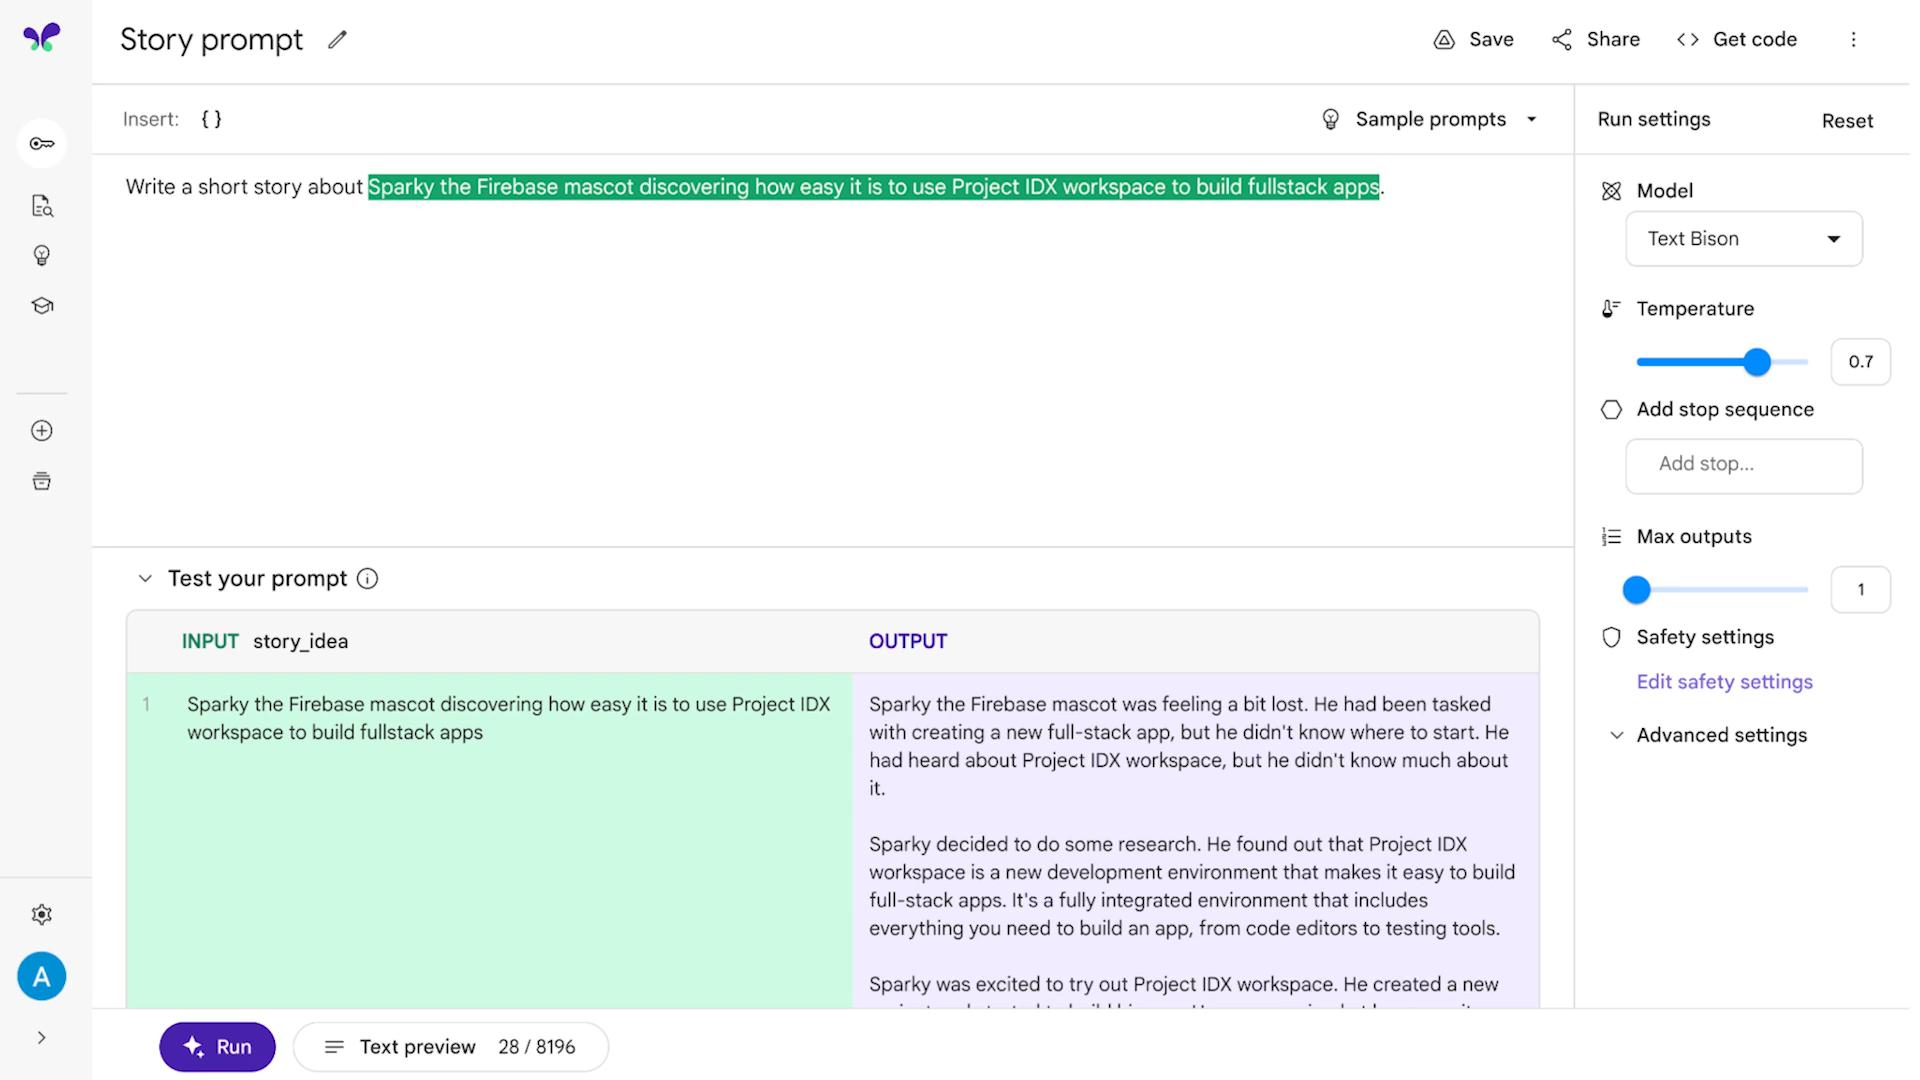 Story prompt
Save
Share
Get code
Insert:
{ }
Sample prompts
Run settings
Reset
Write a short story about Sparky the Firebase mascot discovering how easy it is to use Project IDX workspace to build fullstack apps.
Model
Text Bison
Temperature
0.7
Add stop sequence
Add stop...
Max outputs
1
Safety settings
Edit safety settings
Advanced settings
Test your prompt
INPUT story_idea
OUTPUT
1
Sparky the Firebase mascot discovering how easy it is to use Project IDX
workspace to build fullstack apps
Sparky the Firebase mascot was feeling a bit lost. He had been tasked
with creating a new full-stack app, but he didn't know where to start. He
had heard about Project IDX workspace, but he didn't know much about
it.
Sparky decided to do some research. He found out that Project IDX
workspace is a new development environment that makes it easy to build
full-stack apps. It's a fully integrated environment that includes
everything you need to build an app, from code editors to testing tools.
Sparky was excited to try out Project IDX workspace. He created a new
A
Run
Text preview 28 / 8196